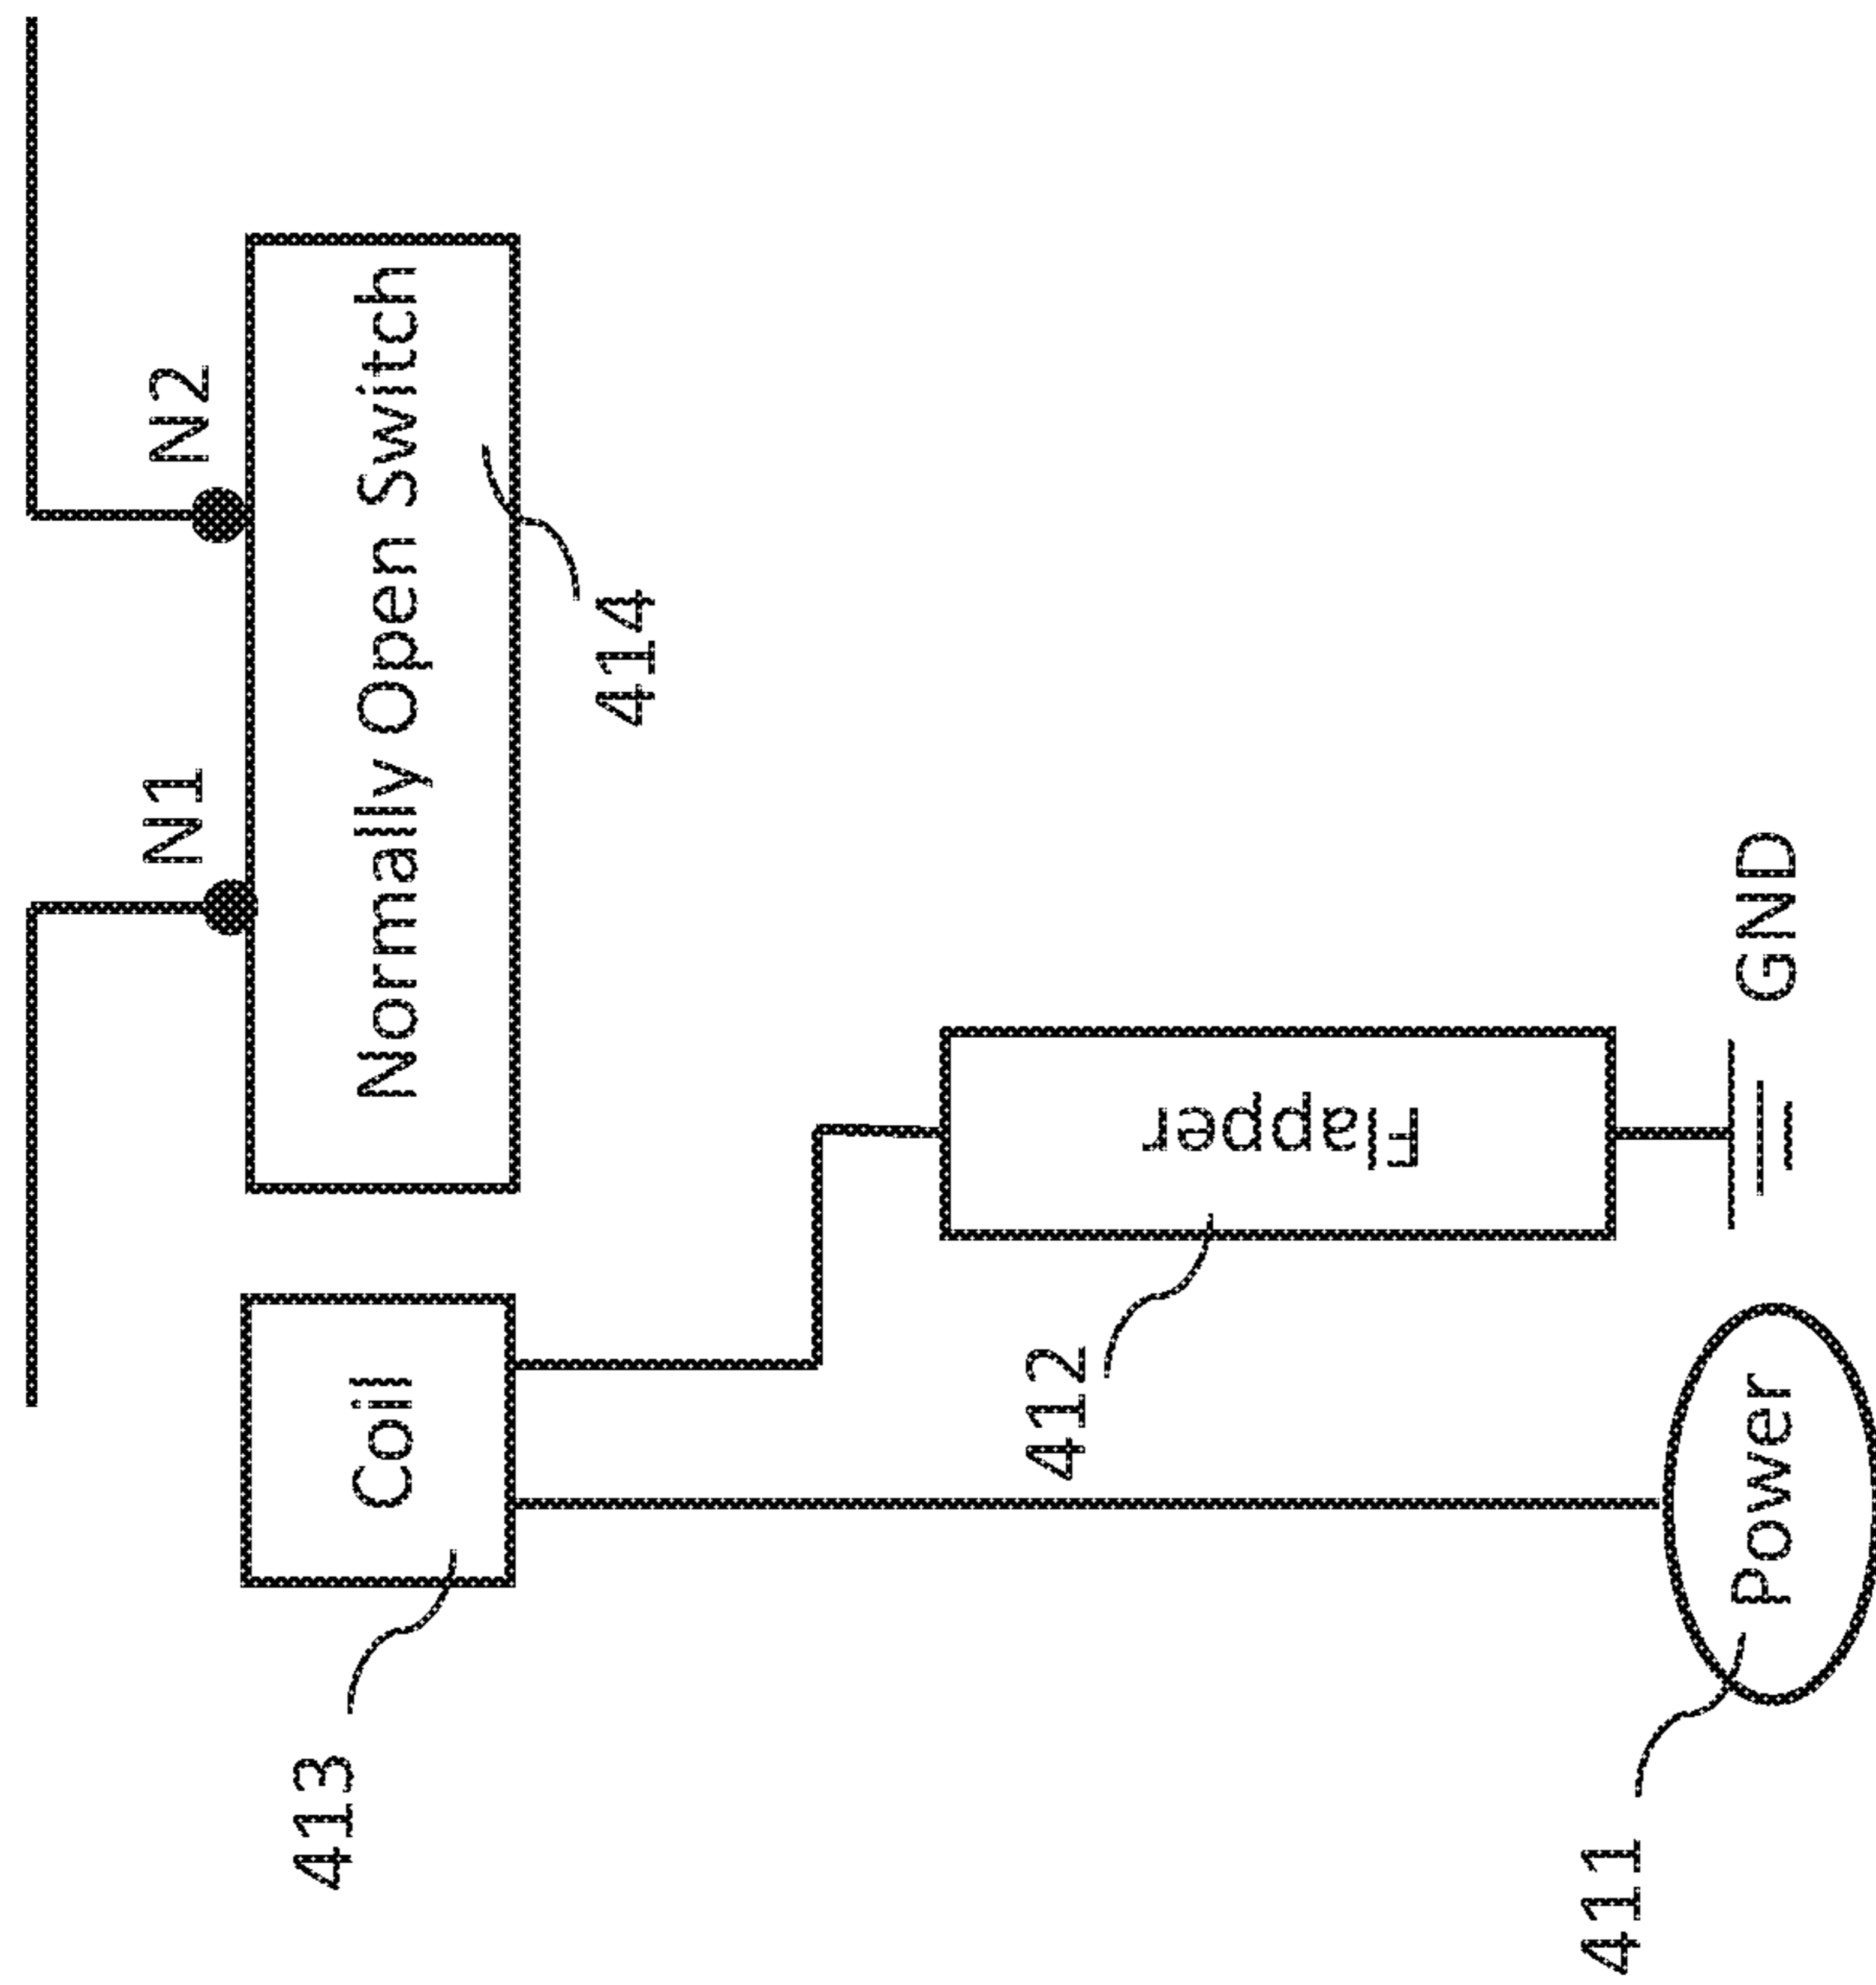 N1
N2
413
Coil
Normally Open Switch
414
412
Flapper
411
Power
GND